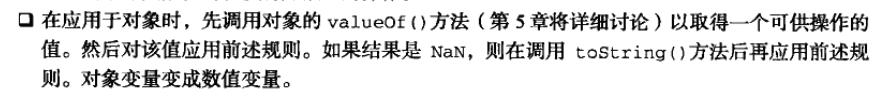 ❑ 在应用于对象时，先调用对象的 valueOf()方法（第 5 章将详细讨论）以取得一个可供操作的
值。然后对该值应用前述规则。如果结果是 NaN，则在调用 toString()方法后再应用前述规
则。对象变量变成数值变量。